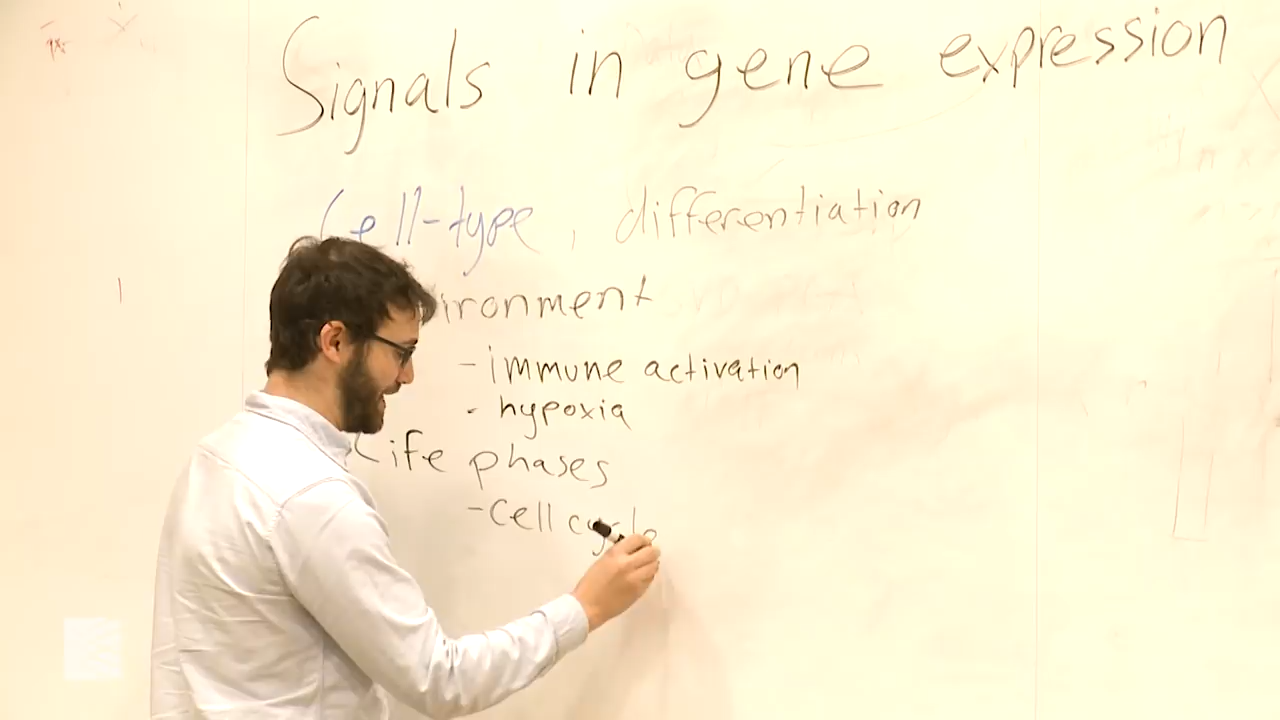 Signals in gene expression
Cell-type, differentiation
ironment
- immune activation
- hypoxia
Life phases
- Cell cycle